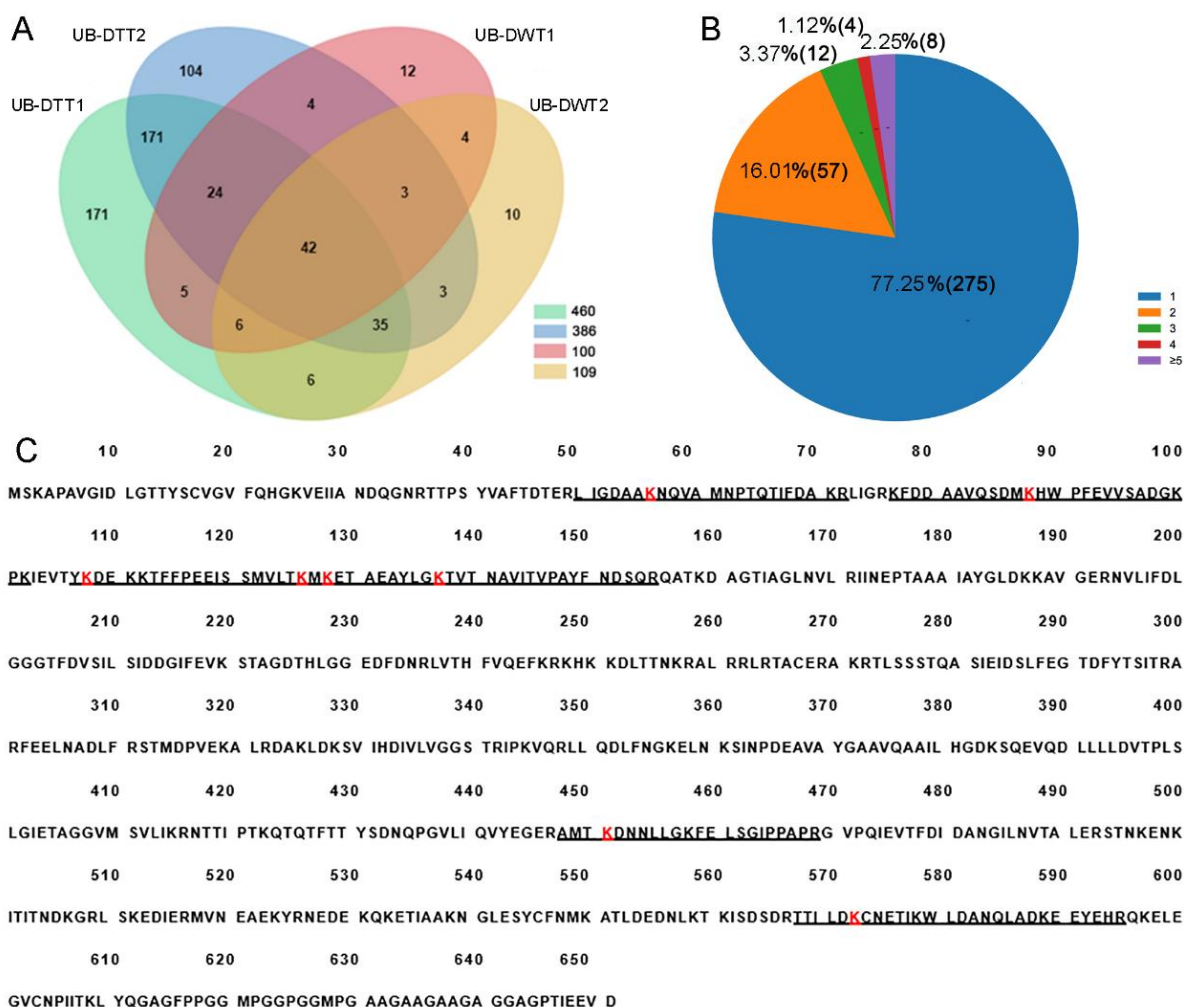 A
UB-DTT2
UB-DWT1
UB-DTT1
UB-DWT2
104
12
4
171
4
171
24
3
10
42
5
3
6
35
6
460
386
100
109
B
1.12%(4)
2.25%(8)
3.37%(12)
16.01%(57)
77.25%(275)
1
2
3
4
≥5
C
10 20 30 40 50 60 70 80 90 100
MSKAPAVGID LGTTYSCVGV FQHGKVEIIA NDQGNRTTPS YVAFTDTERL IGDAAKNQVA MNPTQTIFDA KRLIGRKFDD AAVQSDMKHW PFEVVSADGK
110 120 130 140 150 160 170 180 190 200
PKIEVTYKDE KKTFFPEEIS SMVLTKMKET AEAYLGKTVT NAVITVPAYF NDSQRQATKD AGTIAGLNVL RIINEPTAAA IAYGLDKKAV GERNVLIFDL
210 220 230 240 250 260 270 280 290 300
GGGTFDVSIL SIDDGIFEVK STAGDTHLGG EDFDNRLVTH FVQEFKRKHK KDLTTNKRAL RRLRTACERA KRTLSSSTQA SIEIDSLFEG TDFYTSITRA
310 320 330 340 350 360 370 380 390 400
RFEELNADLF RSTMDPVEKA LRDAKLDKSV IHDIVLVGGS TRIPKVQRLL QDLFNGKELN KSINPDEAVA YGAAVQAAIL HGDKSQEVQD LLLLDVTPLS
410 420 430 440 450 460 470 480 490 500
LGIETAGGVM SVLIKRNTTI PTKQTQTFTT YSDNQPGVLI QVYEGERAMT KDNNLLGKFE LSGIPPAPRG VPQIEVTFDI DANGILNVTA LERSTNKENK
510 520 530 540 550 560 570 580 590 600
ITITNDKGRL SKEDIERMVN EAEKYRNEDE KQKETIAAKN GLESYCFNMK ATLDEDNLKT KISDSDRTTI LDKCNETIKW LDANQLADKE EYEHRQKELE
610 620 630 640 650
GVCNPIITKL YQGAGFPPGG MPGGPGGMPG AAGAAGAAGA GGAGPTIEEV D